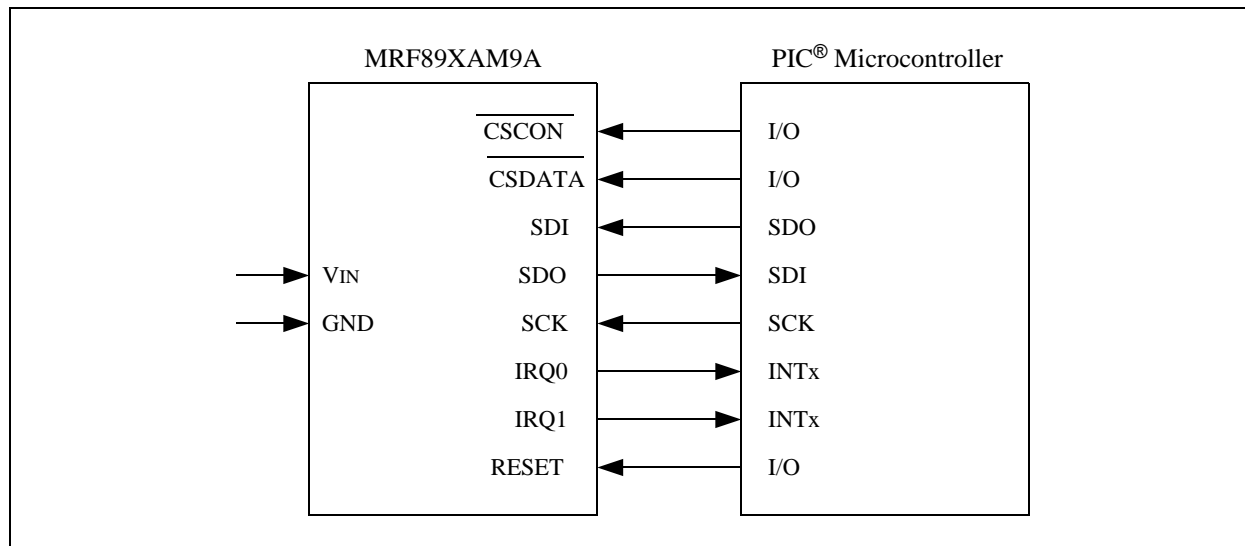 MRF89XAM9A PIC® Microcontroller
CSCON I/O
CSDATA I/O
SDI SDO
VIN SDO SDI
GND SCK SCK
IRQ0 INTx
IRQ1 INTx
RESET I/O